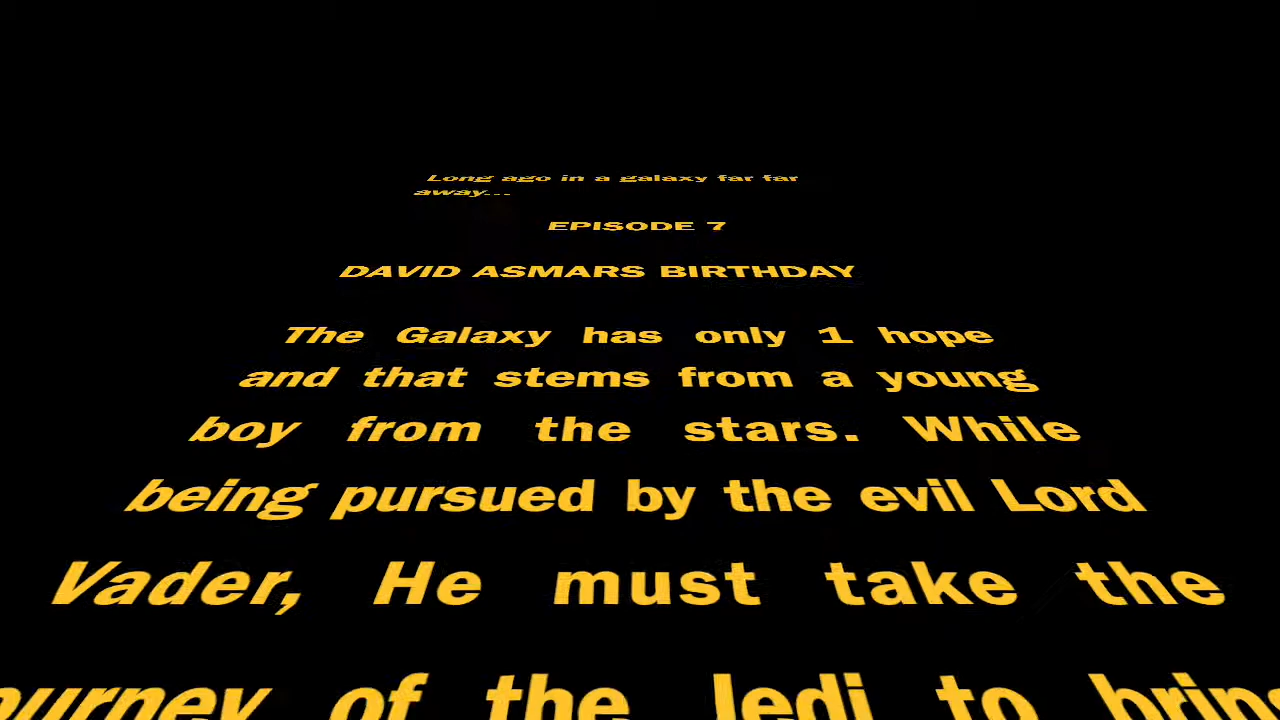 Long ago in a galaxy far far
away...
EPISODE 7
DAVID ASMARS BIRTHDAY
The Galaxy has only 1 hope
and that stems from a young
boy from the stars. While
being pursued by the evil Lord
Vader, He must take the
of the Jedi to